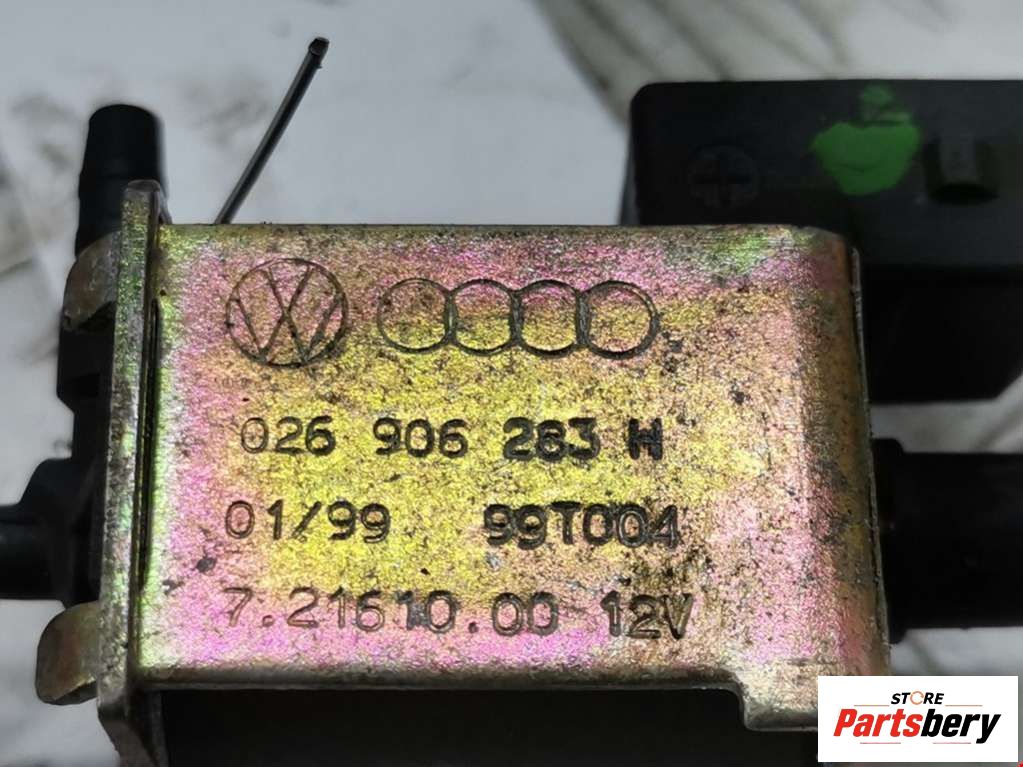 026 906 283 H
01/99 99T004
7.21610.00 12V
STORE
Partsbery